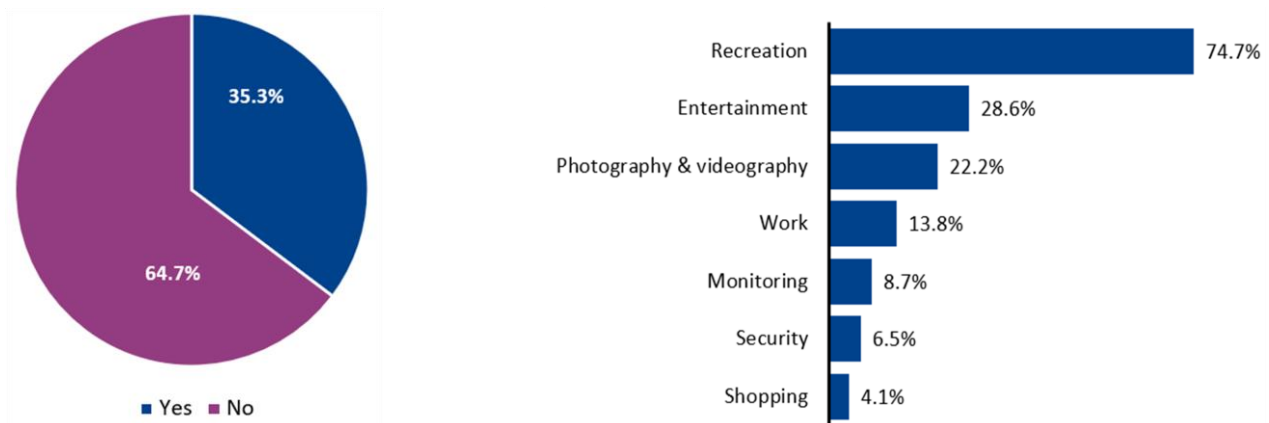 35.3%
64.7%
Yes No
Recreation 74.7%
Entertainment 28.6%
Photography & videography 22.2%
Work 13.8%
Monitoring 8.7%
Security 6.5%
Shopping 4.1%